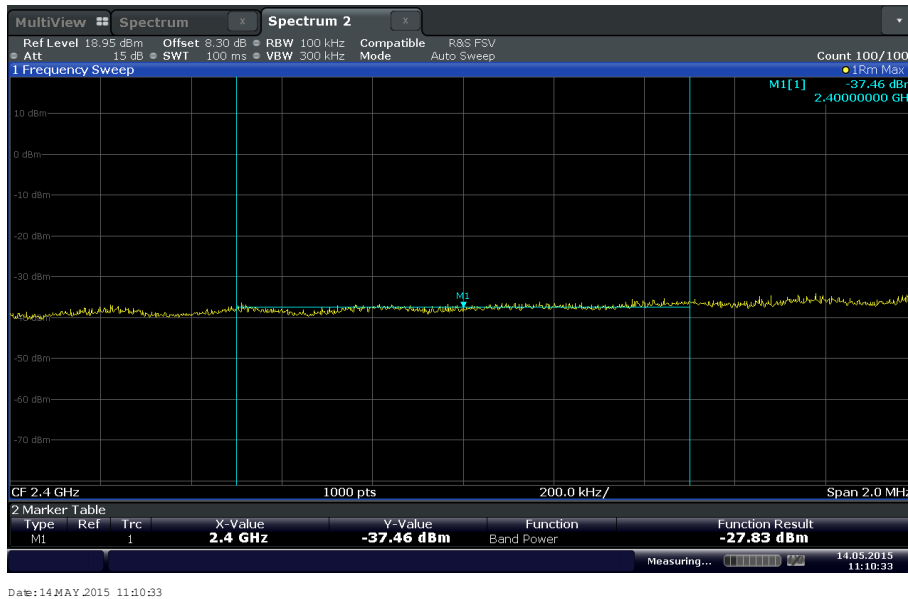 MultiView Spectrum x Spectrum 2 x
Ref Level 18.95 dBm Offset 8.30 dB RBW 100 kHz Compatible R&S FSV
Att 15 dB SWT 100 ms VBW 300 kHz Mode Auto Sweep Count 100/100
1 Frequency Sweep 1Rm Max
M1[1] -37.46 dBr
2.40000000 GH
10 dBm
0 dBm
-10 dBm
-20 dBm
-30 dBm
M1
-50 dBm
-60 dBm
-70 dBm
CF 2.4 GHz 1000 pts 200.0 kHz/ Span 2.0 MHz
2 Marker Table
Type Ref Trc X-Value Y-Value Function Function Result
M1 1 2.4 GHz -37.46 dBm Band Power -27.83 dBm
Measuring... 14.05.2015
11:10:33
Date: 14.MAY.2015 11:10:33